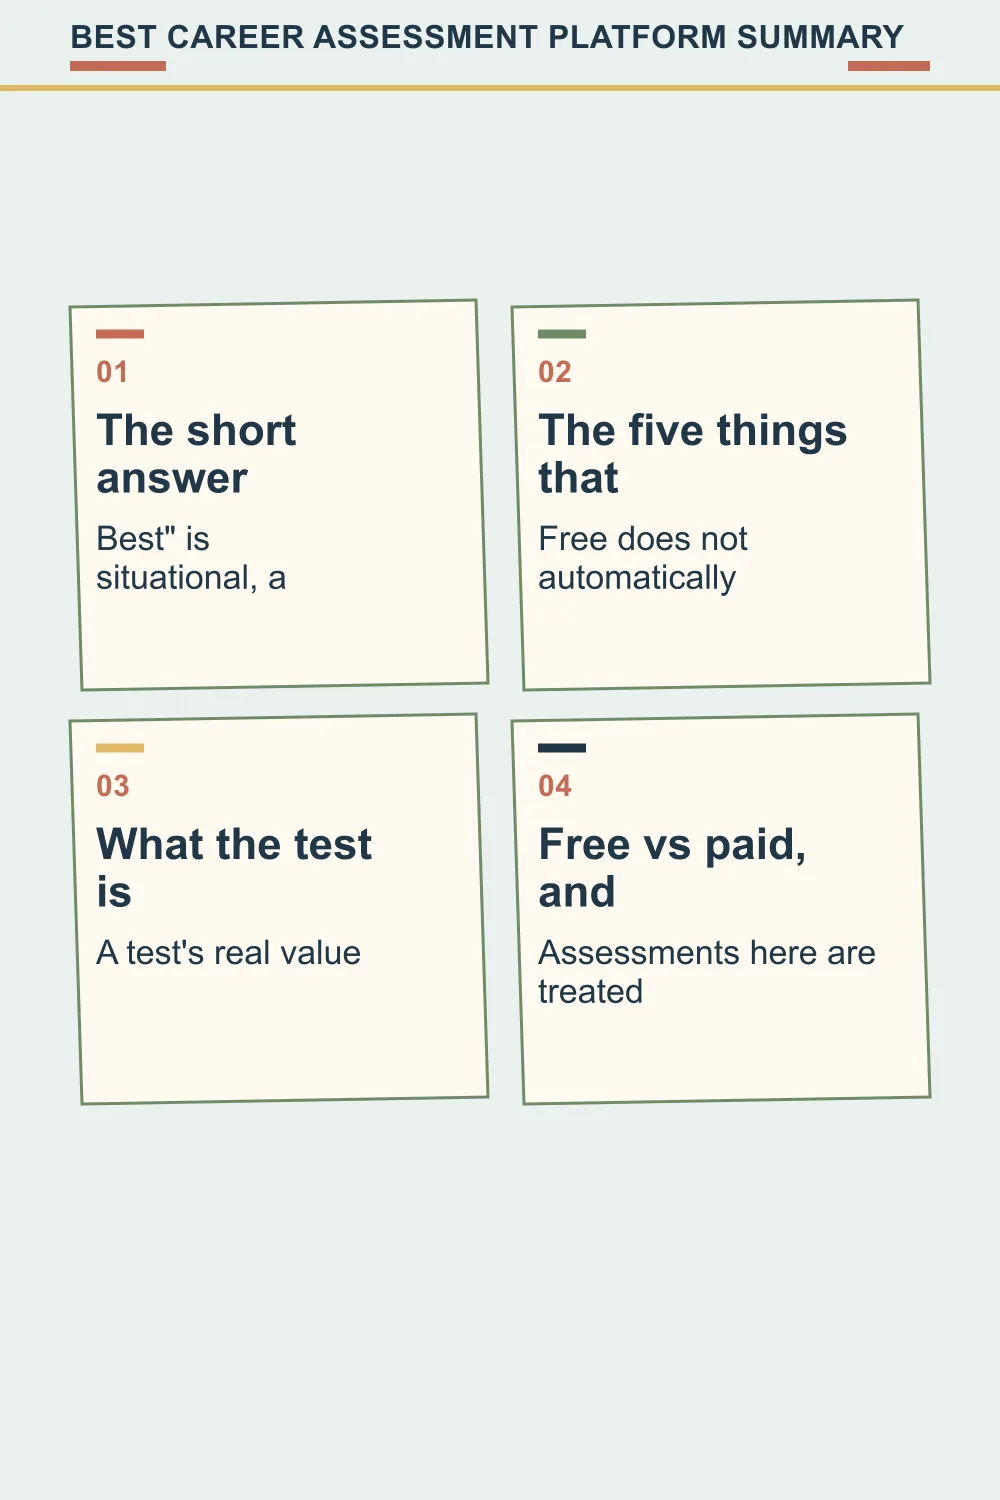 BEST CAREER ASSESSMENT PLATFORM SUMMARY
01
The short
answer
Best" is
situational, a
02
The five things
that
Free does not
automatically
03
What the test
is
A test's real value
04
Free vs paid,
and
Assessments here are
treated